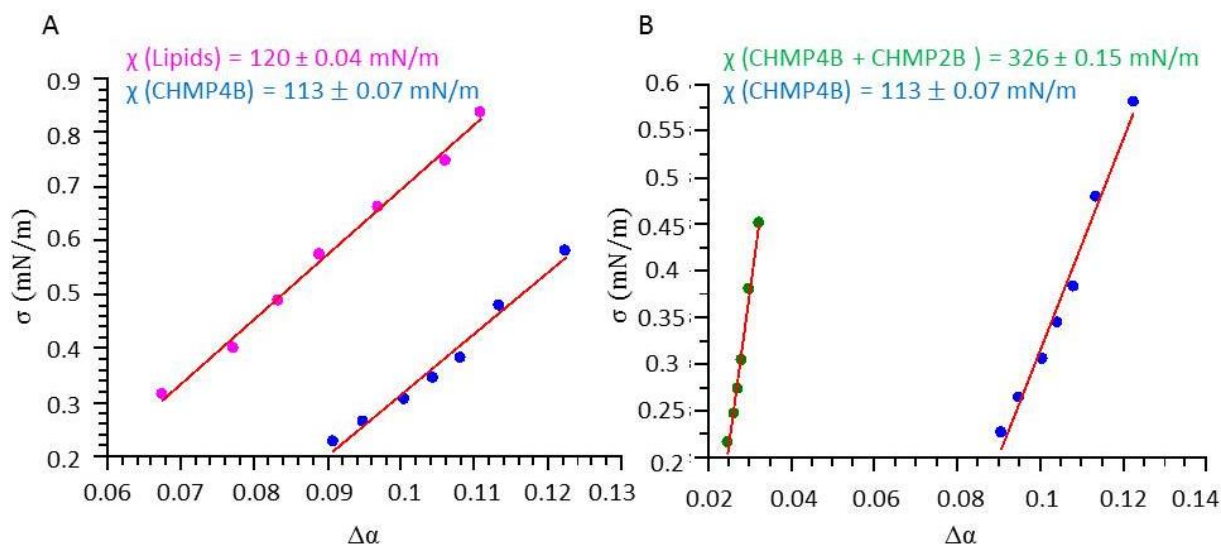 A
χ (Lipids) = 120 ± 0.04 mN/m
χ (CHMP4B) = 113 ± 0.07 mN/m
0.9
0.8
0.7
0.6
0.5
0.4
0.3
0.2
σ (mN/m)
0.06 0.07 0.08 0.09 0.1 0.11 0.12 0.13
Δα
B
χ (CHMP4B + CHMP2B ) = 326 ± 0.15 mN/m
χ (CHMP4B) = 113 ± 0.07 mN/m
0.6
0.55
0.5
0.45
0.4
0.35
0.3
0.25
0.2
σ (mN/m)
0.02 0.04 0.06 0.08 0.1 0.12 0.14
Δα